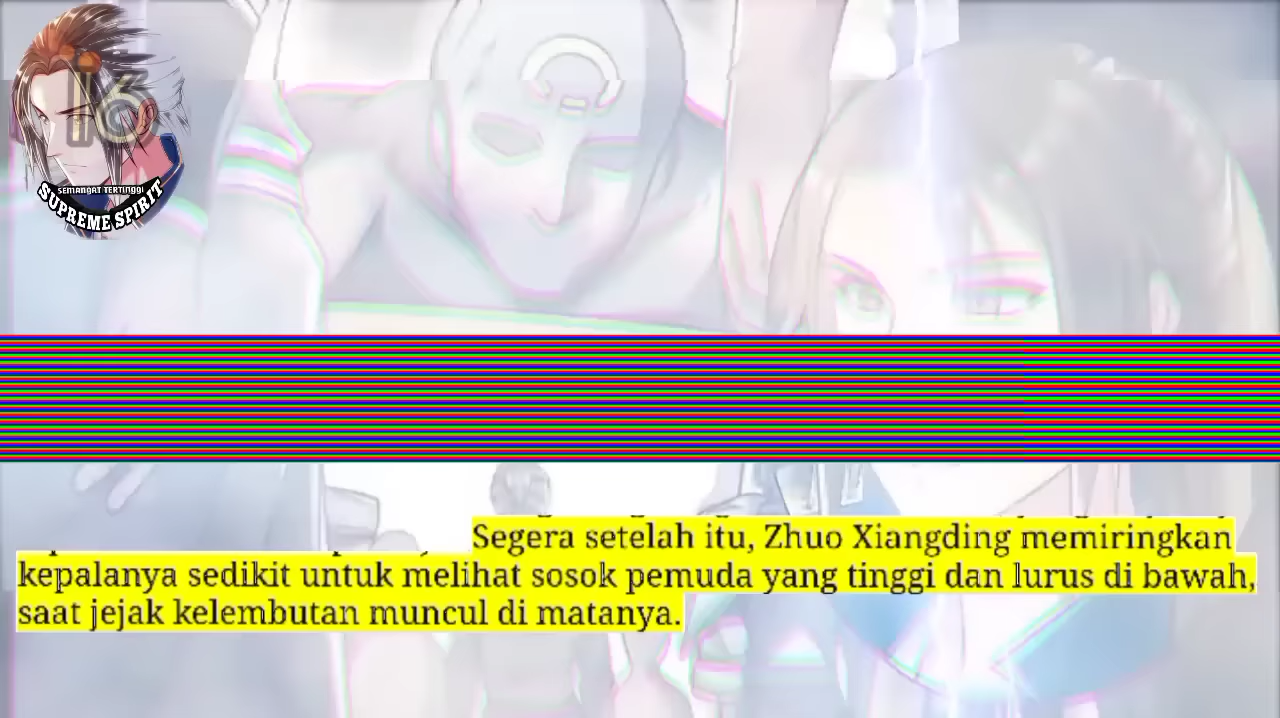 16
SEMANGAT TERTINGGI
SUPREME SPIRIT
Segera setelah itu, Zhuo Xiangding memiringkan
kepalanya sedikit untuk melihat sosok pemuda yang tinggi dan lurus di bawah,
saat jejak kelembutan muncul di matanya.